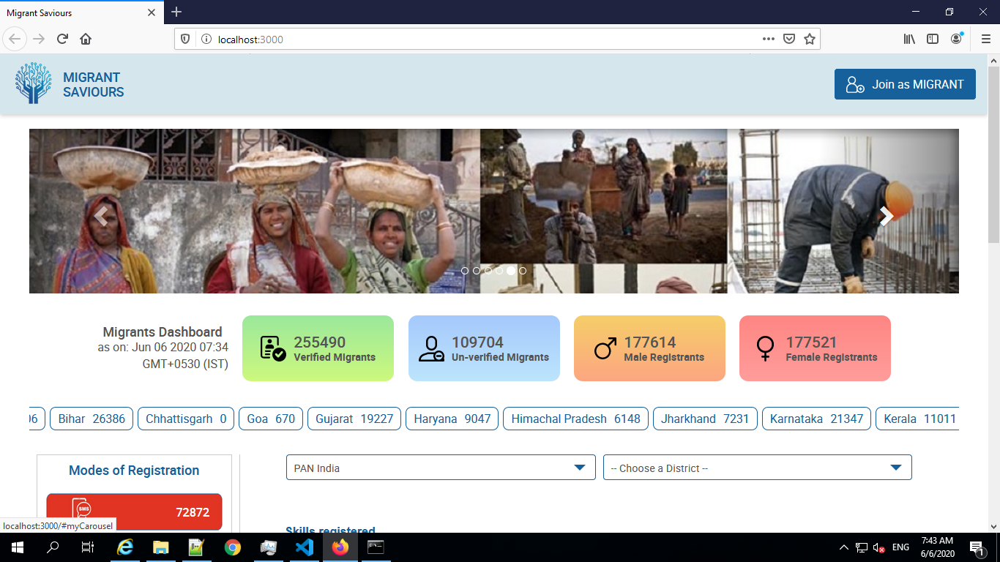 Migrant Saviours
localhost:3000
MIGRANT
SAVIOURS
Join as MIGRANT
Migrants Dashboard
as on: Jun 06 2020 07:34
GMT+0530 (IST)
255490
Verified Migrants
109704
Un-verified Migrants
177614
Male Registrants
177521
Female Registrants
06 Bihar 26386 Chhattisgarh 0 Goa 670 Gujarat 19227 Haryana 9047 Himachal Pradesh 6148 Jharkhand 7231 Karnataka 21347 Kerala 11011
Modes of Registration
PAN India
-- Choose a District --
SMS
72872
Skills registered
localhost:3000/#myCarousel
ENG
7:43 AM
6/6/2020
1